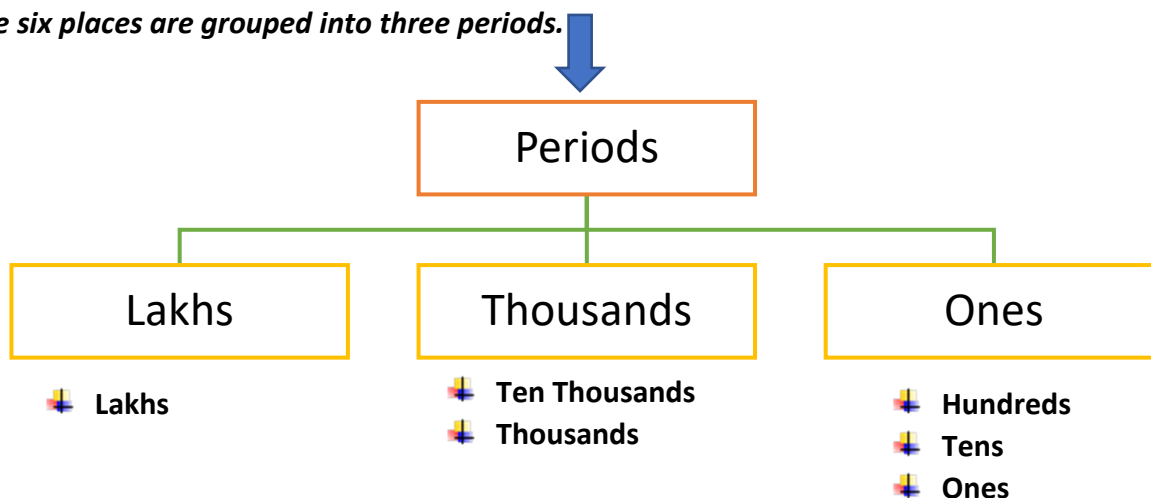 e six places are grouped into three periods.
Periods
Lakhs
Thousands
Ones
Lakhs
Ten Thousands
Thousands
Hundreds
Tens
Ones